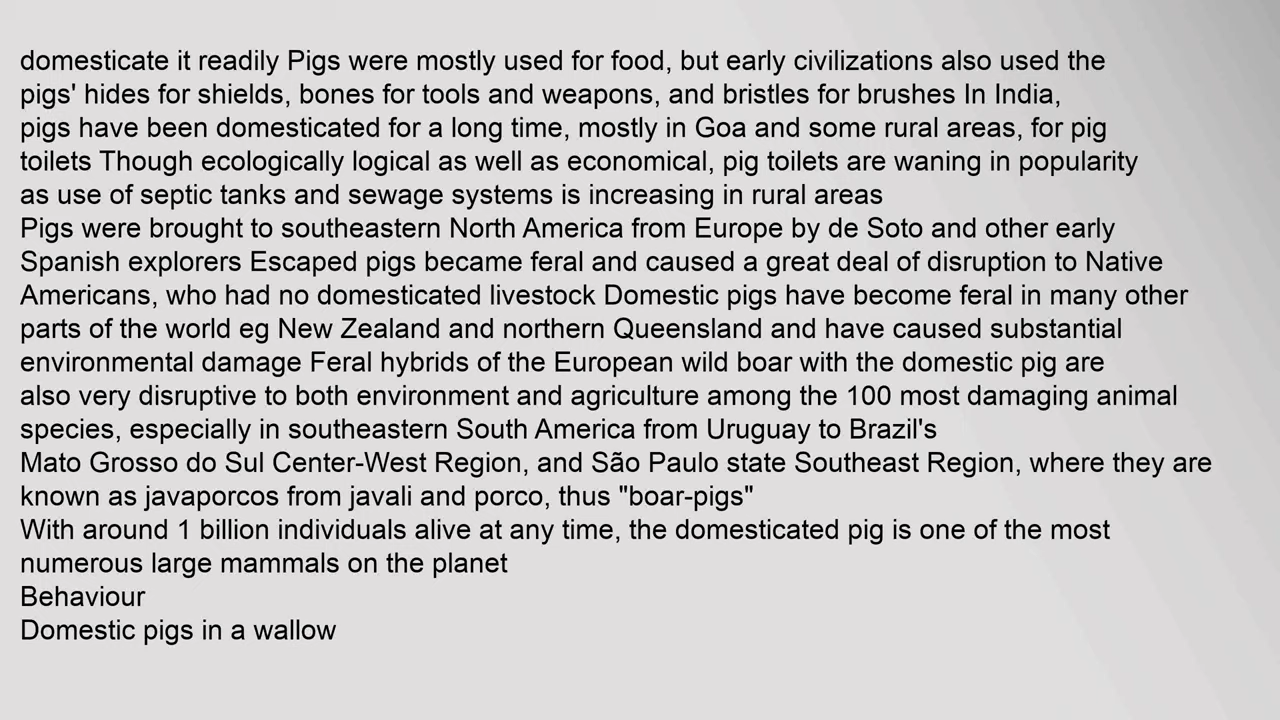 domesticate it readily Pigs were mostly used for food, but early civilizations also used the
pigs' hides for shields, bones for tools and weapons, and bristles for brushes In India,
pigs have been domesticated for a long time, mostly in Goa and some rural areas, for pig
toilets Though ecologically logical as well as economical, pig toilets are waning in popularity
as use of septic tanks and sewage systems is increasing in rural areas
Pigs were brought to southeastern North America from Europe by de Soto and other early
Spanish explorers Escaped pigs became feral and caused a great deal of disruption to Native
Americans, who had no domesticated livestock Domestic pigs have become feral in many other
parts of the world eg New Zealand and northern Queensland and have caused substantial
environmental damage Feral hybrids of the European wild boar with the domestic pig are
also very disruptive to both environment and agriculture among the 100 most damaging animal
species, especially in southeastern South America from Uruguay to Brazil's
Mato Grosso do Sul Center-West Region, and São Paulo state Southeast Region, where they are
known as javaporcos from javali and porco, thus "boar-pigs"
With around 1 billion individuals alive at any time, the domesticated pig is one of the most
numerous large mammals on the planet
Behaviour
Domestic pigs in a wallow